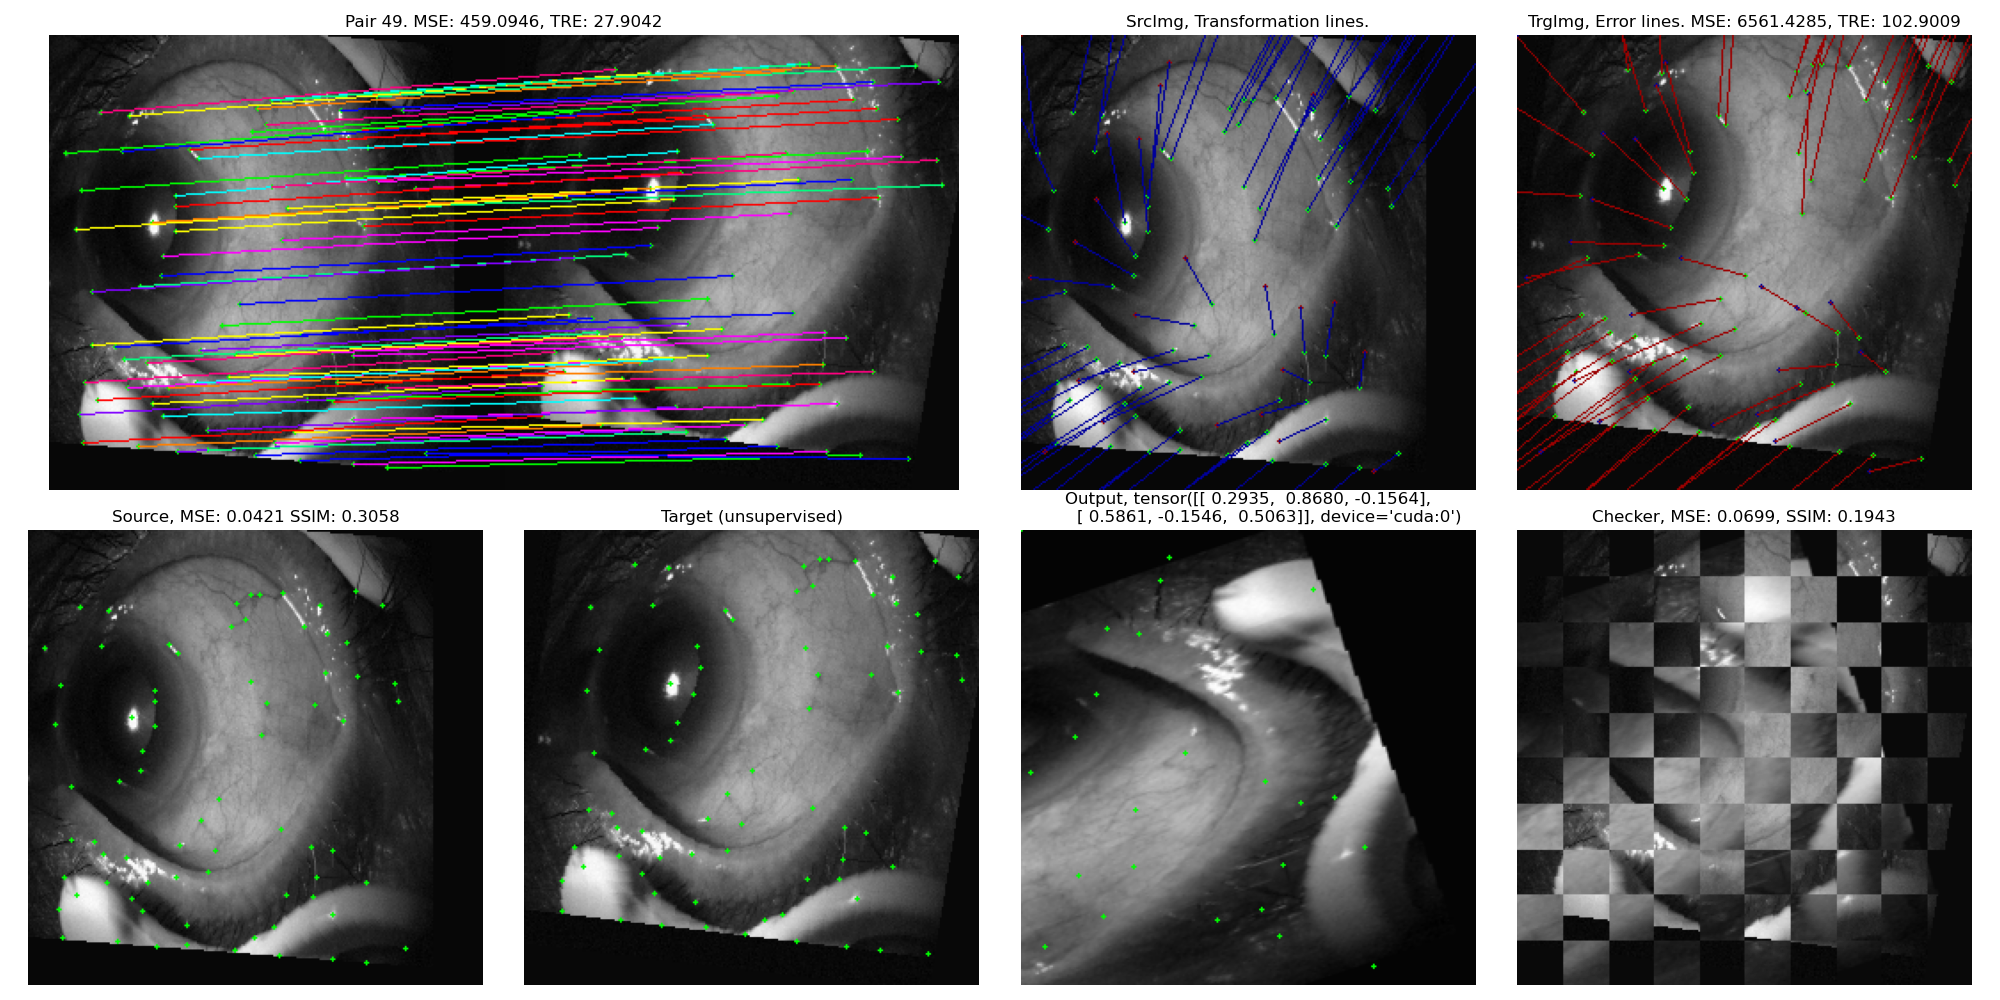 Pair 49. MSE: 459.0946, TRE: 27.9042
SrcImg, Transformation lines.
TrgImg, Error lines. MSE: 6561.4285, TRE: 102.9009
Source, MSE: 0.0421 SSIM: 0.3058
Target (unsupervised)
Output, tensor([[ 0.2935,  0.8680, -0.1564],
[ 0.5861, -0.1546,  0.5063]], device='cuda:0')
Checker, MSE: 0.0699, SSIM: 0.1943